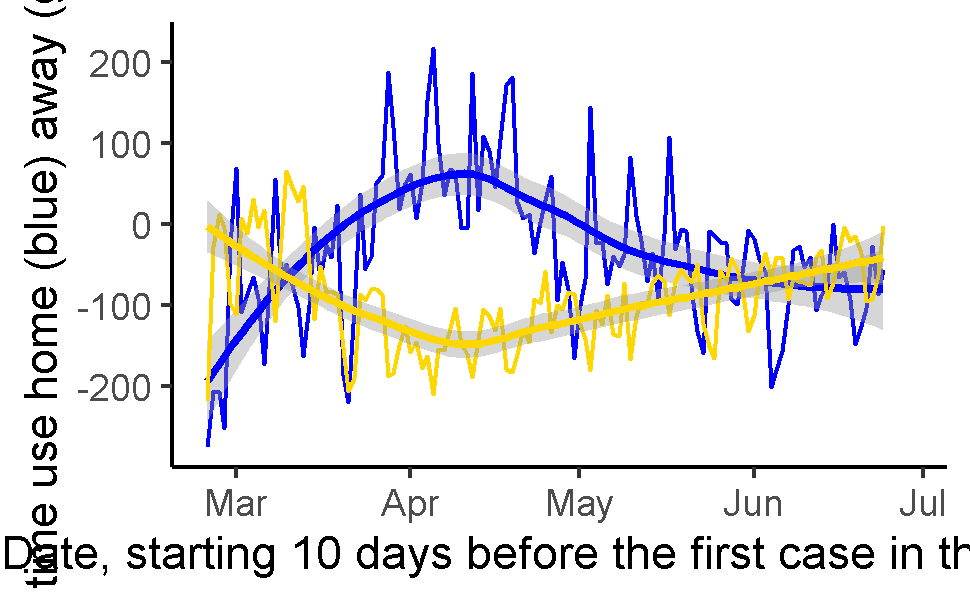 time use home (blue) away (
200
100
0
-100
-200
Mar Apr May Jun Jul
Date, starting 10 days before the first case in th